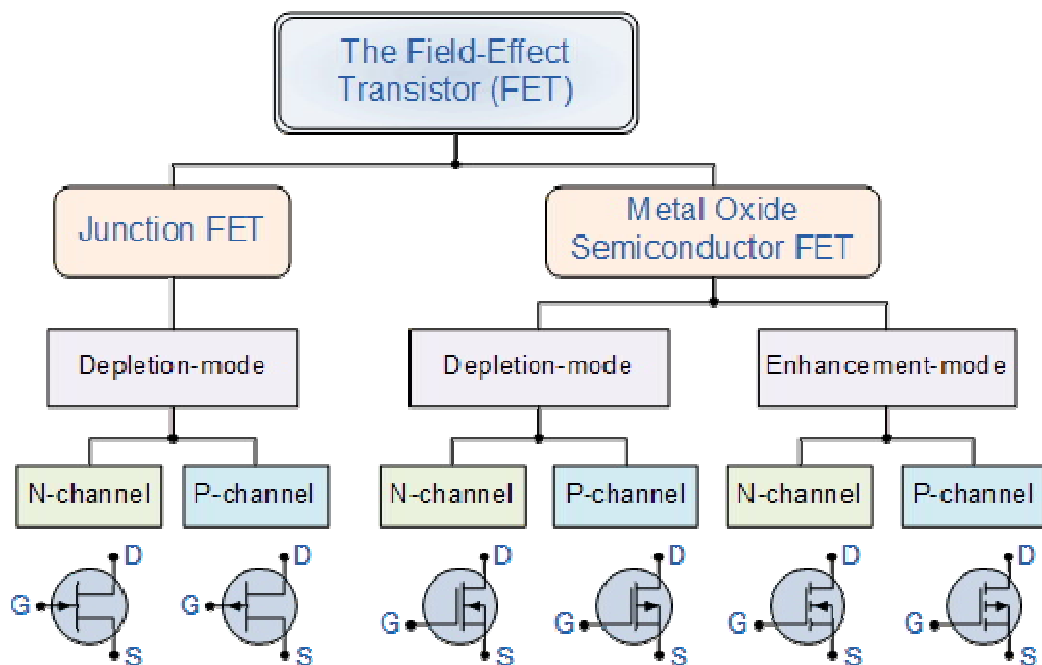 The Field-Effect
Transistor (FET)
Junction FET
Metal Oxide
Semiconductor FET
Depletion-mode
Depletion-mode
Enhancement-mode
N-channel
P-channel
N-channel
P-channel
N-channel
P-channel
D
G
S
D
G
S
D
G
S
D
G
S
D
G
S
D
G
S